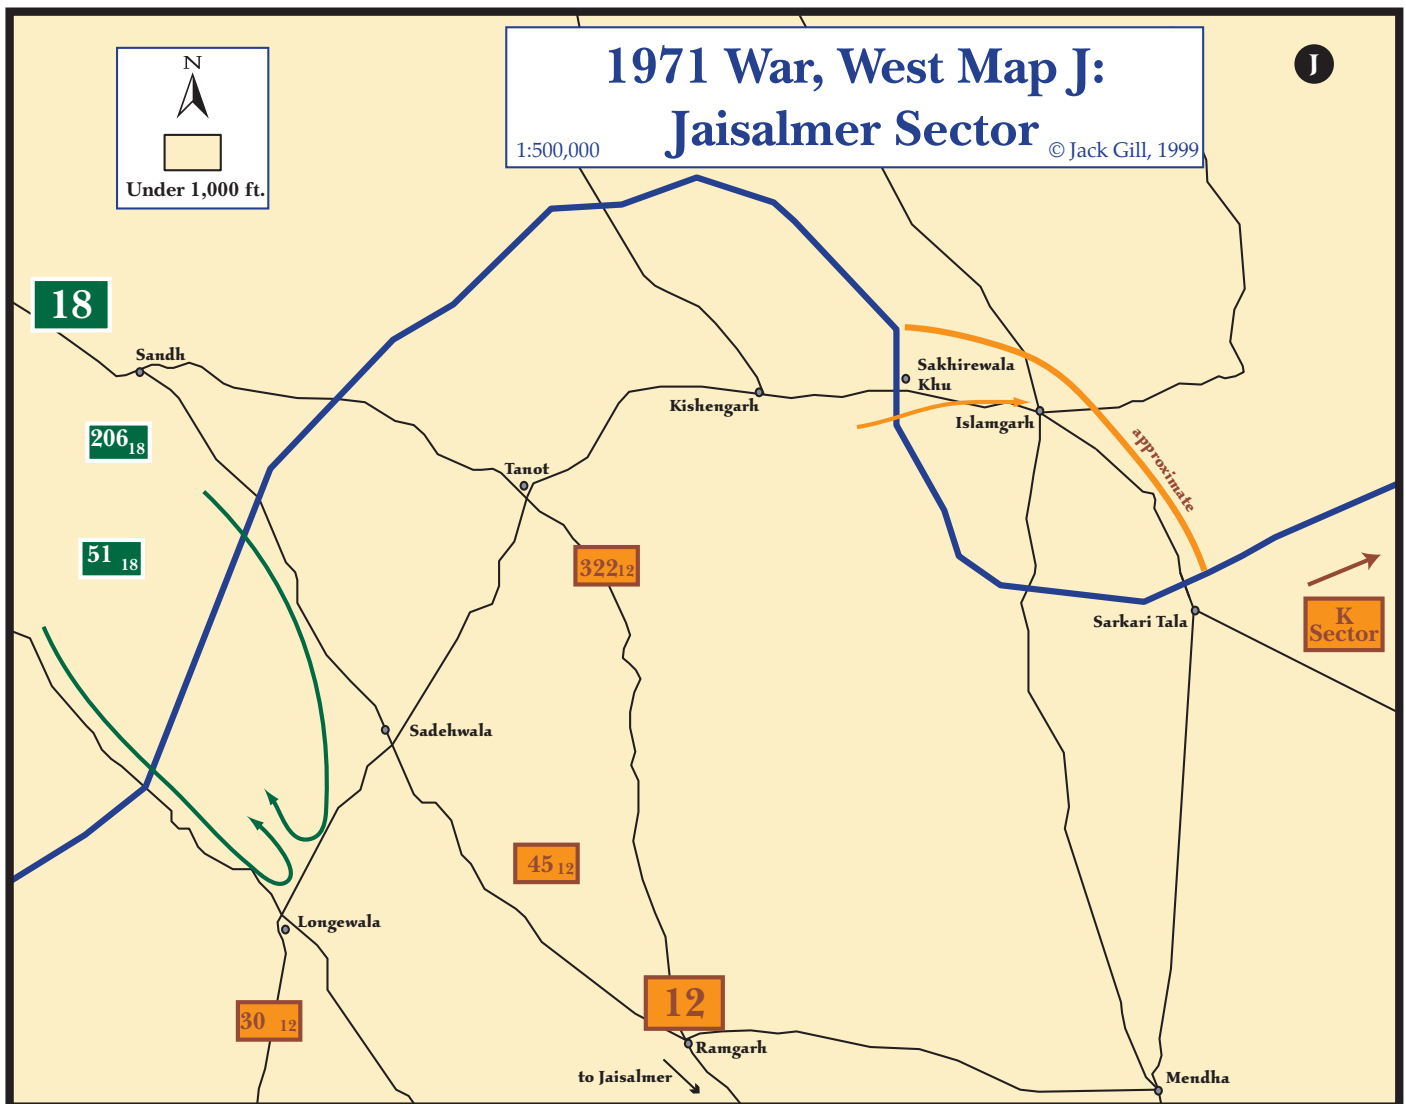 1971 War, West Map J:
Jaisalmer Sector
1:500,000
© Jack Gill, 1999
J
N
Under 1,000 ft.
18
Sandh
Sakhirewala
Khu
Kishengarh
Islamgarh
206 18
approximate
Tanot
51 18
322 12
K
Sector
Sarkari Tala
Sadehwala
45 12
Longewala
12
30 12
Ramgarh
to Jaisalmer
Mendha